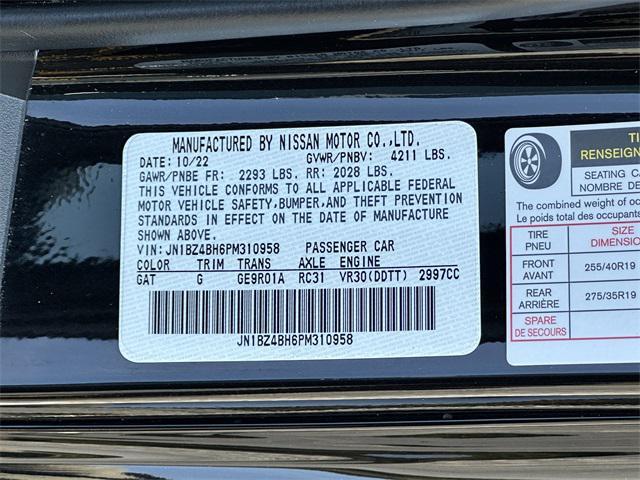 MANUFACTURED BY NISSAN MOTOR CO.,LTD.
DATE: 10/22 GVWR/PNBV: 4211 LBS.
GAWR/PNBE FR: 2293 LBS. RR: 2028 LBS.
THIS VEHICLE CONFORMS TO ALL APPLICABLE FEDERAL
MOTOR VEHICLE SAFETY,BUMPER,AND THEFT PREVENTION
STANDARDS IN EFFECT ON THE DATE OF MANUFACTURE
SHOWN ABOVE.
VIN: JN1BZ4BH6PM310958 PASSENGER CAR
COLOR TRIM TRANS AXLE ENGINE
GAT G GE9R01A RC31 VR30(DDTT) 2997CC
JN1BZ4BH6PM310958
TI
RENSEIGN
SEATING CA
NOMBRE DE
The combined weight of oc
Le poids total des occupant
TIRE SIZE
PNEU DIMENSIO
FRONT
AVANT 255/40R19
REAR
ARRIÈRE 275/35R19
SPARE
DE SECOURS